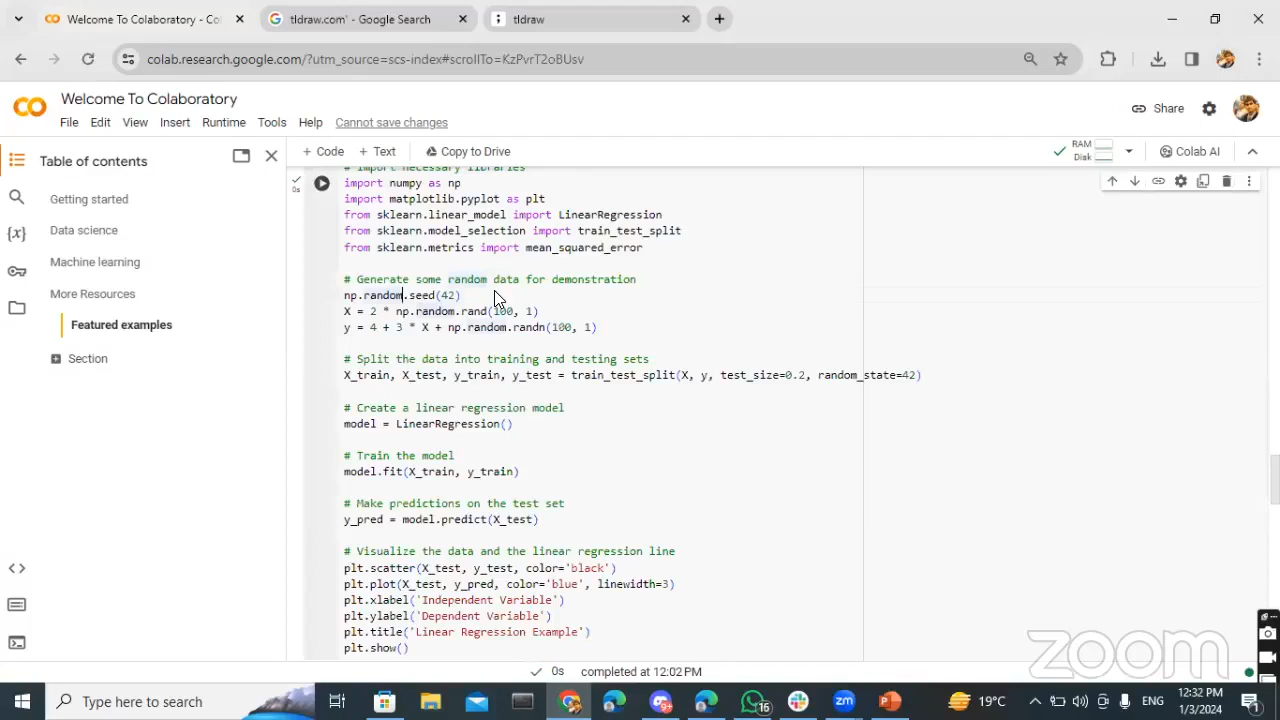 Welcome To Colaboratory - Co
tldraw.com' - Google Search
tldraw
colab.research.google.com/?utm_source=scs-index#scrollTo=KzPvrT2oBUsv
Welcome To Colaboratory
File Edit View Insert Runtime Tools Help Cannot save changes
Share
Table of contents
+ Code + Text Copy to Drive
RAM
Disk
Colab AI
Getting started
Data science
Machine learning
More Resources
Featured examples
Section
0s
# Import necessary libraries
import numpy as np
import matplotlib.pyplot as plt
from sklearn.linear_model import LinearRegression
from sklearn.model_selection import train_test_split
from sklearn.metrics import mean_squared_error
# Generate some random data for demonstration
np.random.seed(42)
X = 2 * np.random.rand(100, 1)
y = 4 + 3 * X + np.random.randn(100, 1)
# Split the data into training and testing sets
X_train, X_test, y_train, y_test = train_test_split(X, y, test_size=0.2, random_state=42)
# Create a linear regression model
model = LinearRegression()
# Train the model
model.fit(X_train, y_train)
# Make predictions on the test set
y_pred = model.predict(X_test)
# Visualize the data and the linear regression line
plt.scatter(X_test, y_test, color='black')
plt.plot(X_test, y_pred, color='blue', linewidth=3)
plt.xlabel('Independent Variable')
plt.ylabel('Dependent Variable')
plt.title('Linear Regression Example')
plt.show()
zoom
0s completed at 12:02 PM
Type here to search
9+
16
zm
19°C
ENG
12:32 PM
1/3/2024
1